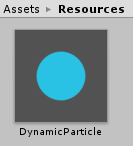 Assets ▸ Resources
DynamicParticle